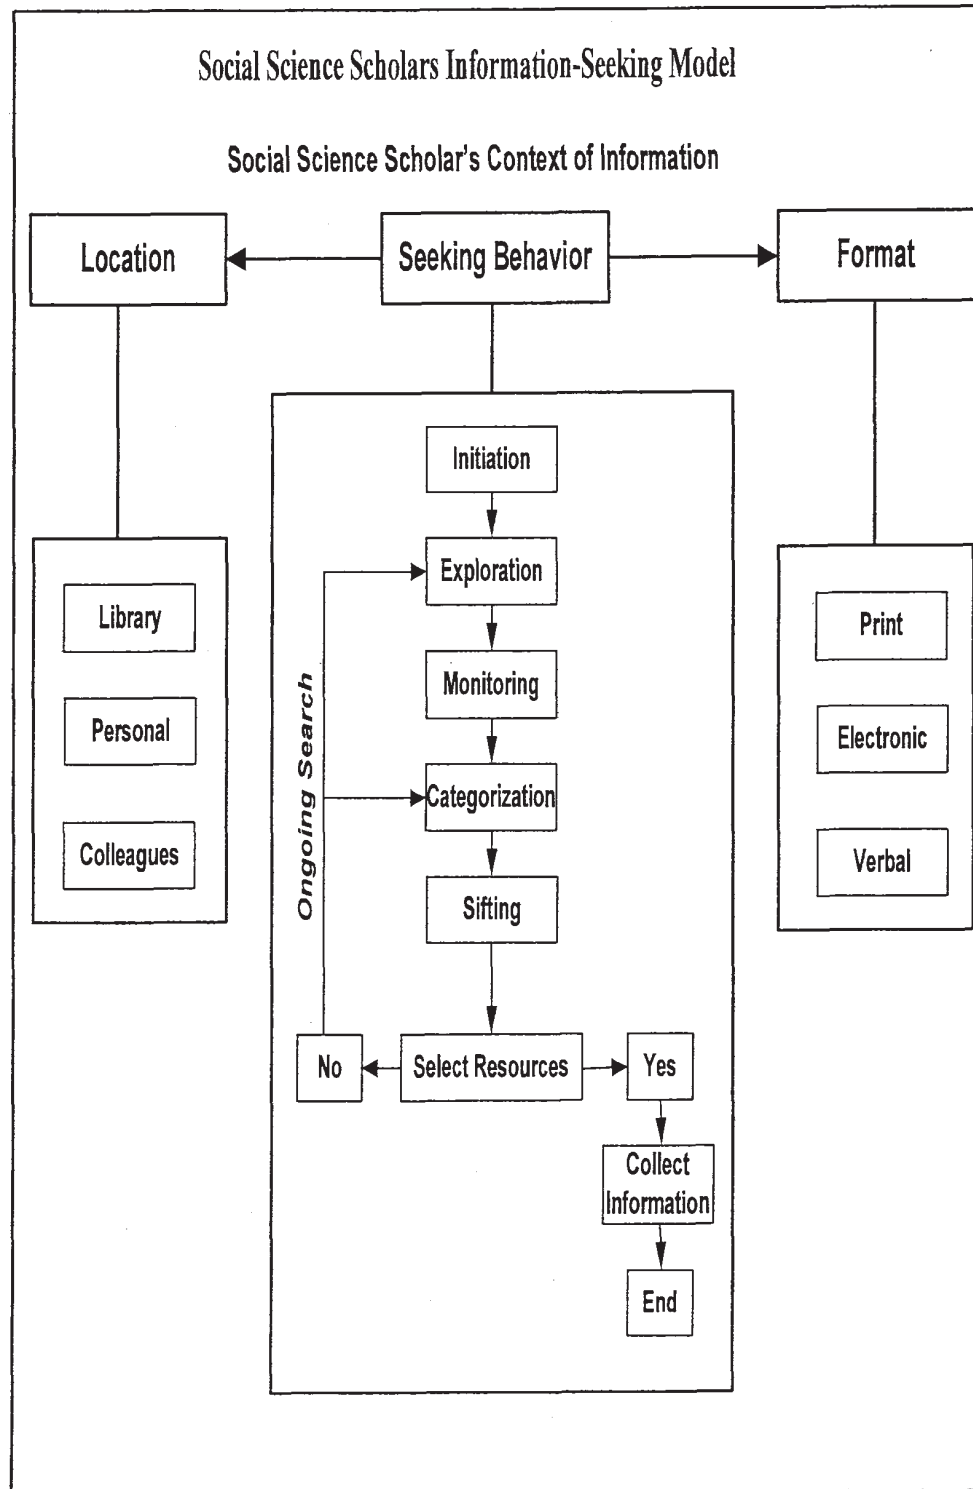 Social Science Scholars Information-Seeking Model
Social Science Scholar's Context of Information
Location
Seeking Behavior
Format
Initiation
Exploration
Monitoring
Categorization
Sifting
Ongoing Search
No
Select Resources
Yes
Collect
Information
End
Library
Personal
Colleagues
Print
Electronic
Verbal